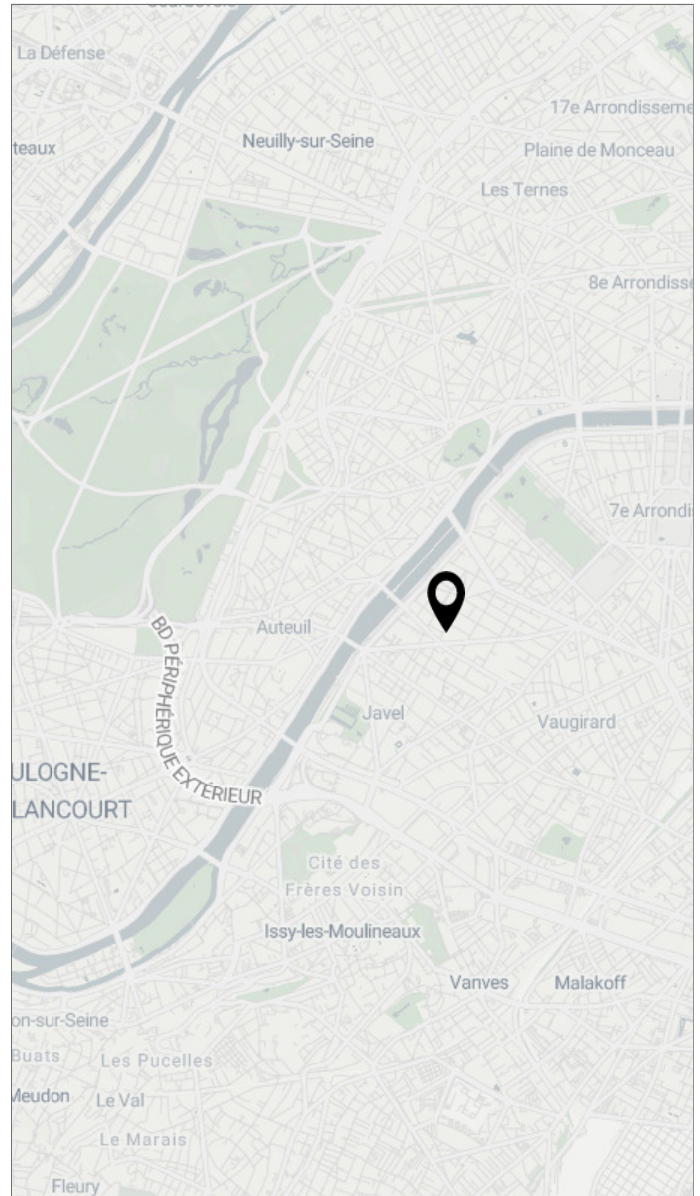 La Défense
17e Arrondisseme
Neuilly-sur-Seine
teaux
Plaine de Monceau
Les Ternes
8e Arrondisse
7e Arrondi
Auteuil
BD PÉRIPHÉRIQUE EXTÉRIEUR
Javel
Vaugirard
ULOGNE-
LANCOURT
Cité des
Frères Voisin
Issy-les-Moulineaux
Vanves
Malakoff
on-sur-Seine
Buats
Les Pucelles
Meudon
Le Val
Le Marais
Fleury